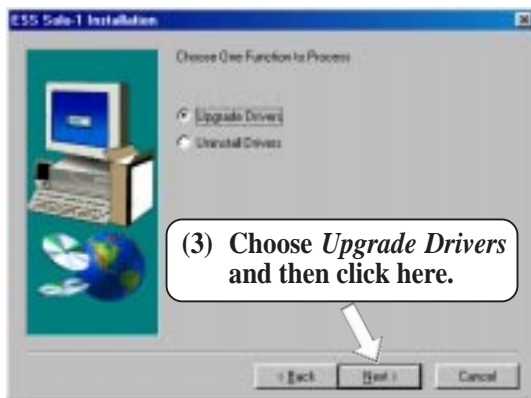 ESS Solo-1 Installation
Choose One Function to Process
Upgrade Drivers
Uninstall Drivers
(3) Choose Upgrade Drivers
and then click here.
< Back Next > Cancel